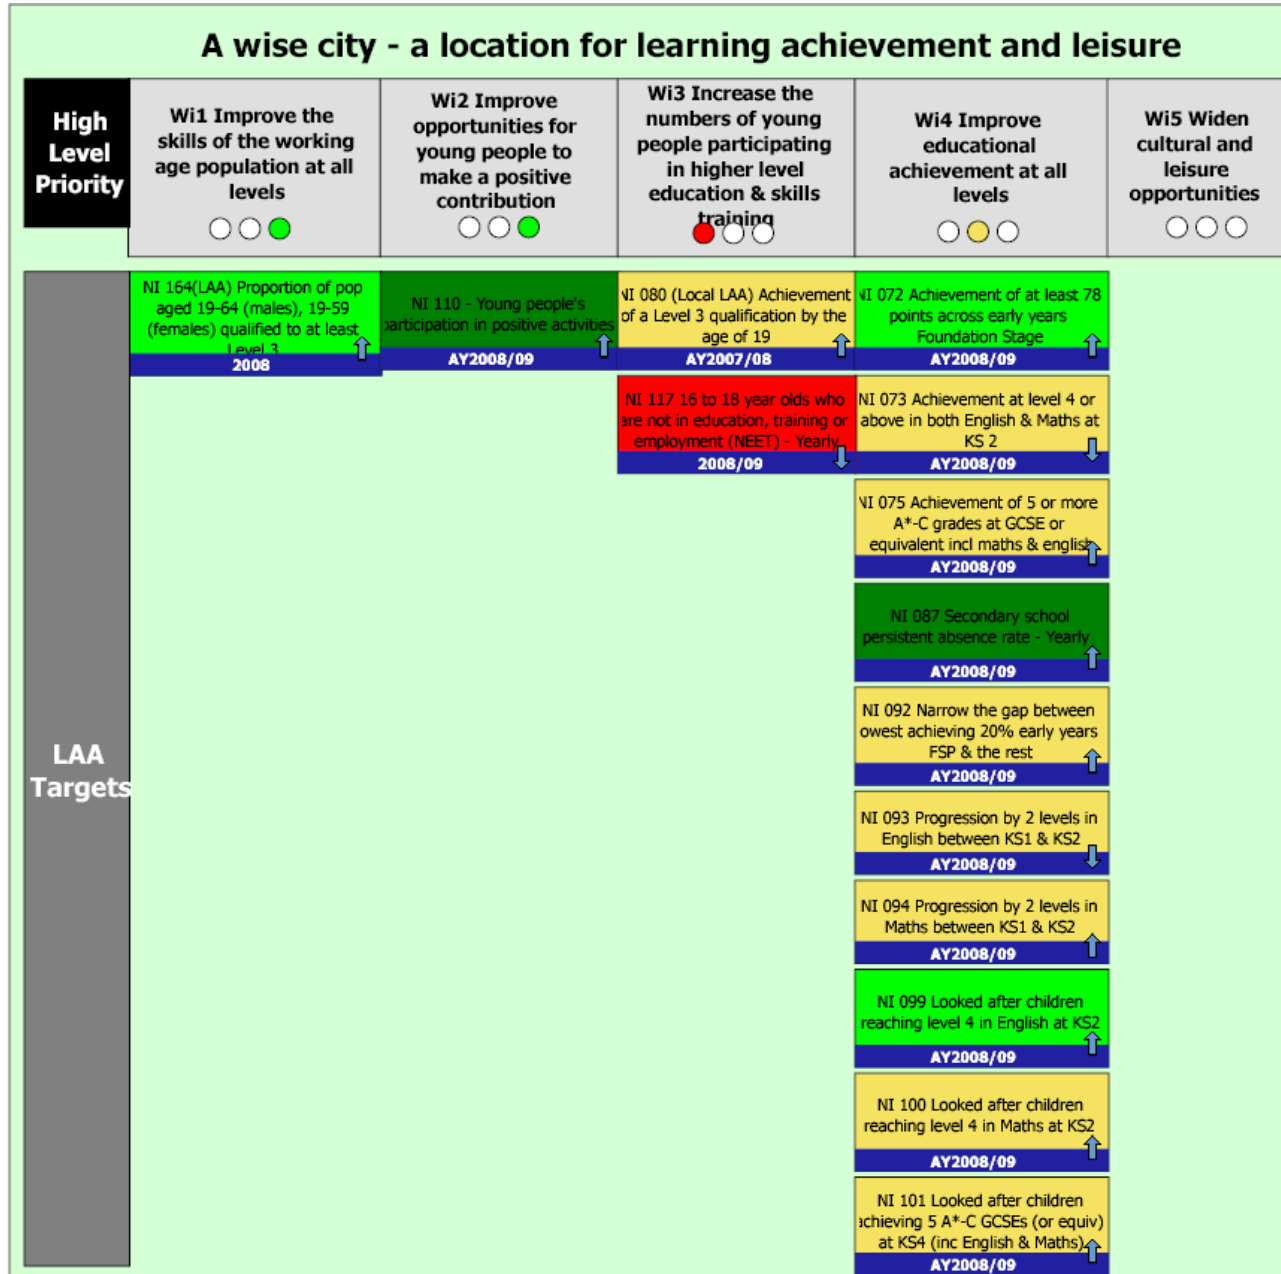 A wise city - a location for learning achievement and leisure
High
Level
Priority
Wi1 Improve the
skills of the working
age population at all
levels
Wi2 Improve
opportunities for
young people to
make a positive
contribution
Wi3 Increase the
numbers of young
people participating
in higher level
education & skills
training
Wi4 Improve
educational
achievement at all
levels
Wi5 Widen
cultural and
leisure
opportunities
LAA
Targets
NI 164(LAA) Proportion of pop
aged 19-64 (males), 19-59
(females) qualified to at least
Level 3
2008
NI 110 - Young people's
participation in positive activities
AY2008/09
NI 080 (Local LAA) Achievement
of a Level 3 qualification by the
age of 19
AY2007/08
NI 117 16 to 18 year olds who
are not in education, training or
employment (NEET) - Yearly
2008/09
NI 072 Achievement of at least 78
points across early years
Foundation Stage
AY2008/09
NI 073 Achievement at level 4 or
above in both English & Maths at
KS 2
AY2008/09
NI 075 Achievement of 5 or more
A*-C grades at GCSE or
equivalent incl maths & english
AY2008/09
NI 087 Secondary school
persistent absence rate - Yearly
AY2008/09
NI 092 Narrow the gap between
owest achieving 20% early years
FSP & the rest
AY2008/09
NI 093 Progression by 2 levels in
English between KS1 & KS2
AY2008/09
NI 094 Progression by 2 levels in
Maths between KS1 & KS2
AY2008/09
NI 099 Looked after children
reaching level 4 in English at KS2
AY2008/09
NI 100 Looked after children
reaching level 4 in Maths at KS2
AY2008/09
NI 101 Looked after children
achieving 5 A*-C GCSEs (or equiv)
at KS4 (inc English & Maths)
AY2008/09